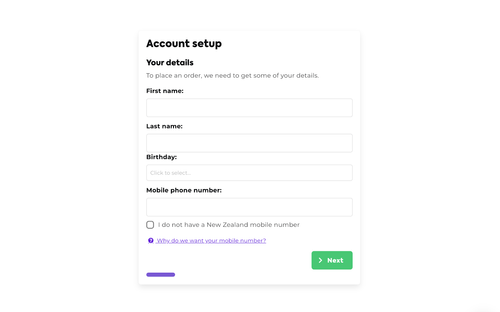 Account setup
Your details
To place an order, we need to get some of your details.
First name:
Last name:
Birthday:
Click to select...
Mobile phone number:
I do not have a New Zealand mobile number
Why do we want your mobile number?
Next